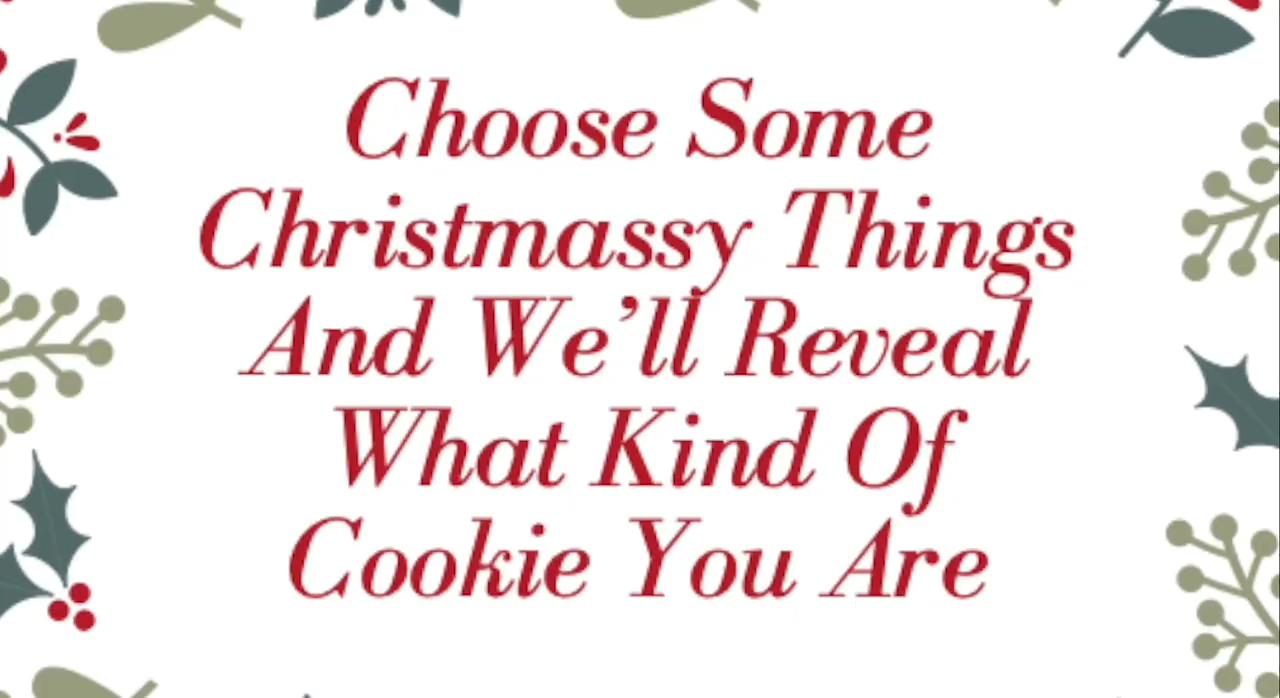 Choose Some
Christmassy Things
And We’ll Reveal
What Kind Of
Cookie You Are